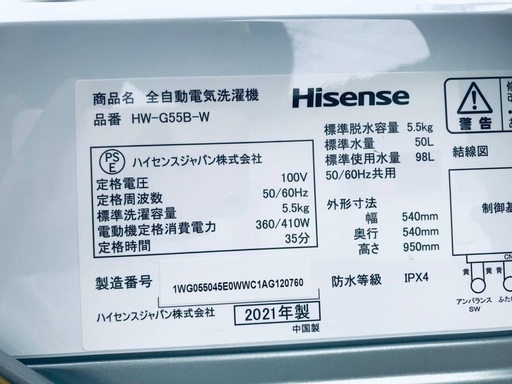 商品名 全自動電気洗濯機
品番 HW-G55B-W
Hisense
PS
E
ハイセンスジャパン株式会社
定格電圧 100V
定格周波数 50/60Hz
標準洗濯容量 5.5kg
電動機定格消費電力 360/410W
定格時間 35分
標準脱水容量 5.5kg
標準水量 50L
標準使用水量 98L
50/60Hz共用
外形寸法
幅 540mm
奥行 540mm
高さ 950mm
製造番号 1WG055045E0WWC1AG120760
防水等級 IPX4
ハイセンスジャパン株式会社
2021年製
中国製
警告
結線図
制御基
黄 黄 黄
アンバランス
SW
ふた